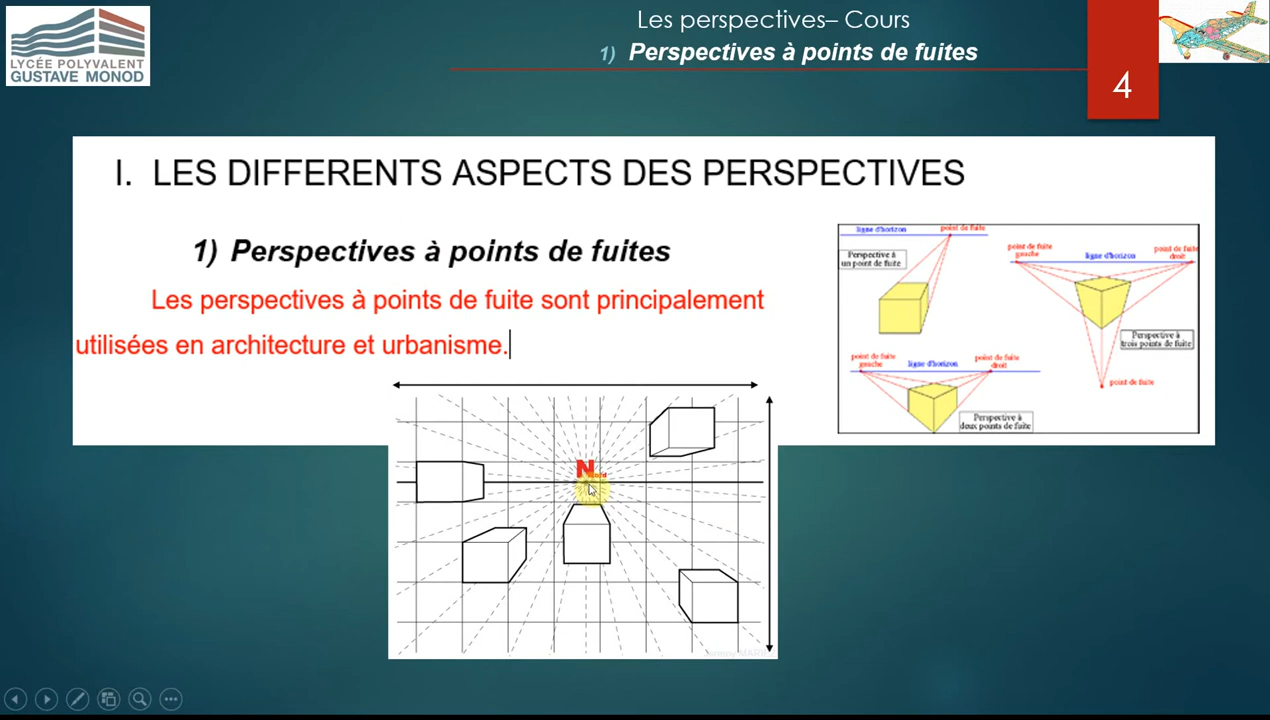 LYCÉE POLYVALENT
GUSTAVE MONOD
Les perspectives– Cours
1) Perspectives à points de fuites
4
I. LES DIFFERENTS ASPECTS DES PERSPECTIVES
1) Perspectives à points de fuites
Les perspectives à points de fuite sont principalement
utilisées en architecture et urbanisme.
ligne d'horizon
point de fuite
Perspective à
un point de fuite
point de fuite
gauche
ligne d'horizon
point de fuite
droit
Perspective à
trois points de fuite
point de fuite
gauche
ligne d'horizon
point de fuite
droit
point de fuite
Perspective à
deux points de fuite
N